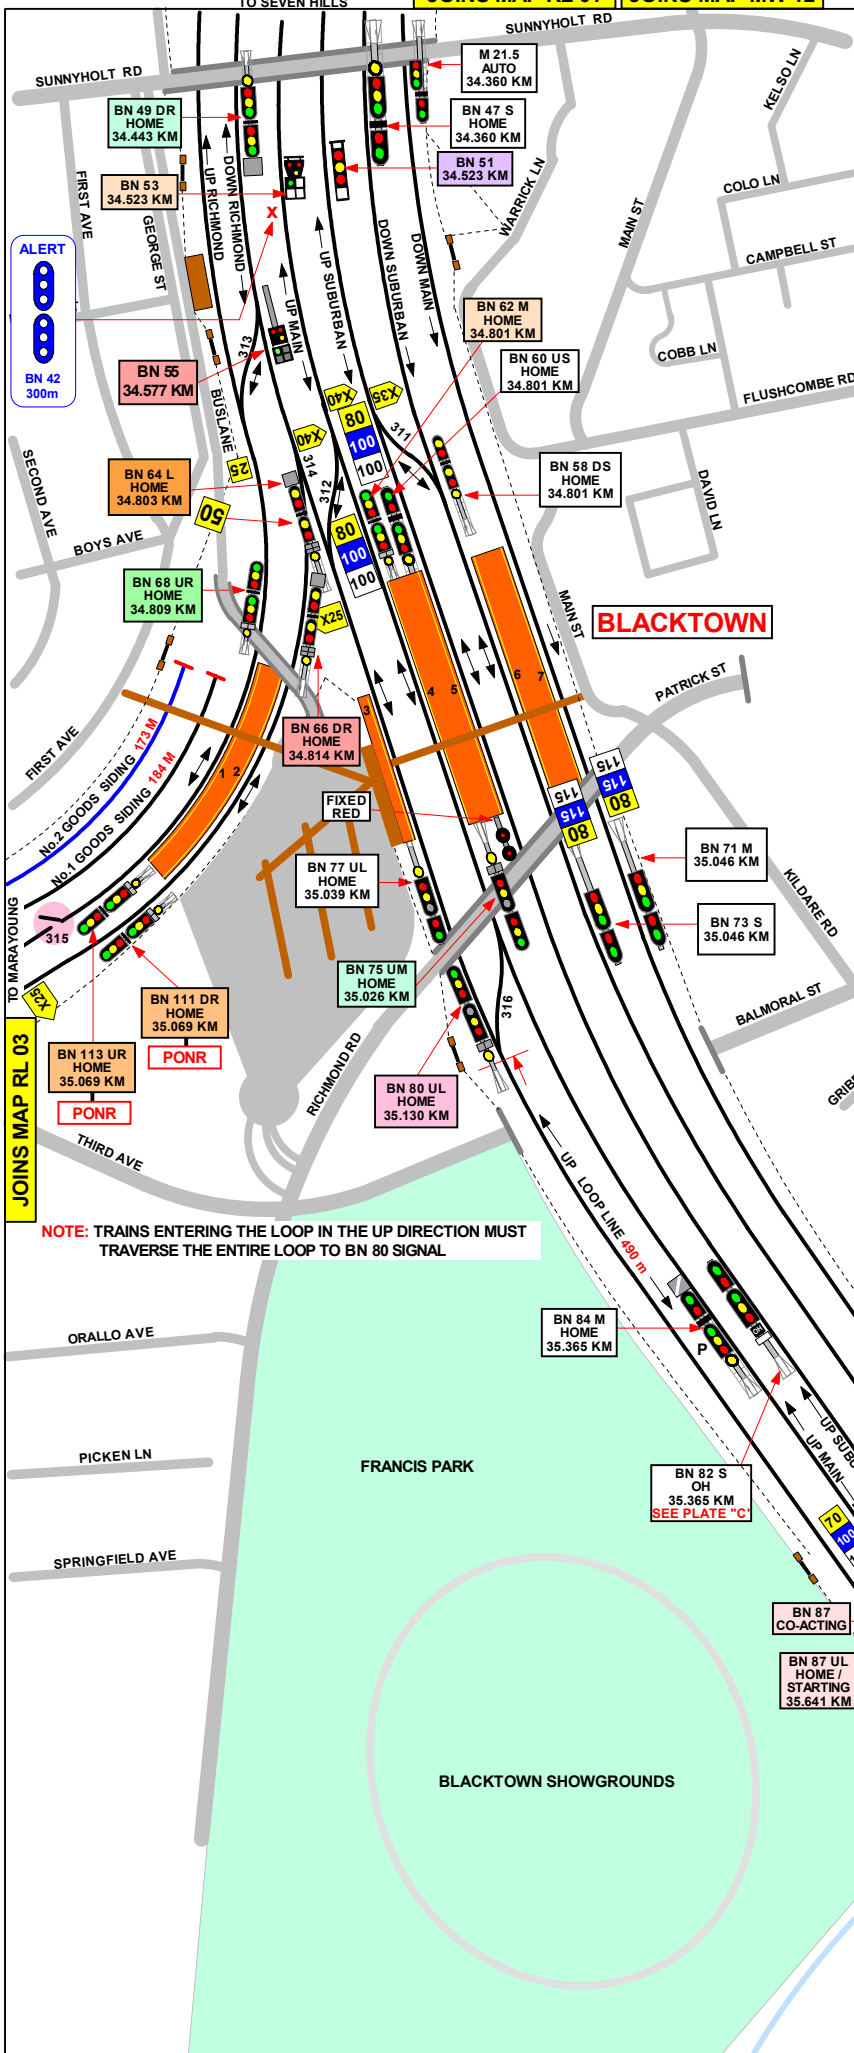 TO SEVEN HILLS
SUNNYHOLT RD
SUNNYHOLT RD
M 21.5
AUTO
34.360 KM
KELSO LN
BN 49 DR
HOME
34.443 KM
BN 47 S
HOME
34.360 KM
BN 51
34.523 KM
BN 53
34.523 KM
FIRST AVE
GEORGE ST
UP RICHMOND
DOWN RICHMOND
X
WARRICK LN
MAIN ST
COLO LN
CAMPBELL ST
ALERT
BN 42
300m
UP MAIN
UP SUBURBAN
DOWN SUBURBAN
DOWN MAIN
BN 62 M
HOME
34.801 KM
COBB LN
BN 60 US
HOME
34.801 KM
FLUSHCOMBE RD
313
BN 55
34.577 KM
BUSLANE
X40
X35
80
100
100
311
X40
314
312
SECOND AVE
25
BN 64 L
HOME
34.803 KM
BN 58 DS
HOME
34.801 KM
DAVID LN
50
BOYS AVE
80
100
100
BN 68 UR
HOME
34.809 KM
X25
MAIN ST
BLACKTOWN
PATRICK ST
FIRST AVE
No.2 GOODS SIDING 173 M
No.1 GOODS SIDING 184 M
1 2
3
4 5
6 7
BN 66 DR
HOME
34.814 KM
115
115
80
115
115
80
FIXED
RED
BN 77 UL
HOME
35.039 KM
BN 71 M
35.046 KM
KILDARE RD
BN 73 S
35.046 KM
TO MARAYOUNG
315
X25
BN 75 UM
HOME
35.026 KM
BN 111 DR
HOME
35.069 KM
PONR
316
BALMORAL ST
BN 113 UR
HOME
35.069 KM
PONR
JOINS MAP RL 03
RICHMOND RD
BN 80 UL
HOME
35.130 KM
THIRD AVE
UP LOOP LINE 490 m
NOTE: TRAINS ENTERING THE LOOP IN THE UP DIRECTION MUST
TRAVERSE THE ENTIRE LOOP TO BN 80 SIGNAL
ORALLO AVE
BN 84 M
HOME
35.365 KM
P
PICKEN LN
FRANCIS PARK
BN 82 S
OH
35.365 KM
SEE PLATE "C"
UP MAIN
70
100
SPRINGFIELD AVE
BN 87
CO-ACTING
BN 87 UL
HOME /
STARTING
35.641 KM
BLACKTOWN SHOWGROUNDS